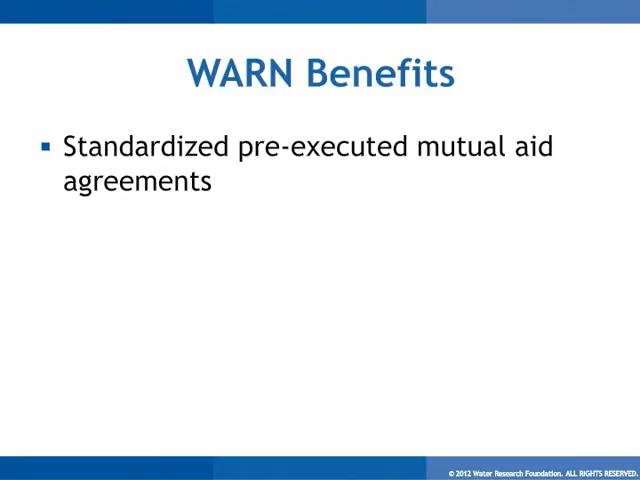 WARN Benefits
▪ Standardized pre-executed mutual aid
agreements
© 2012 Water Research Foundation. ALL RIGHTS RESERVED.